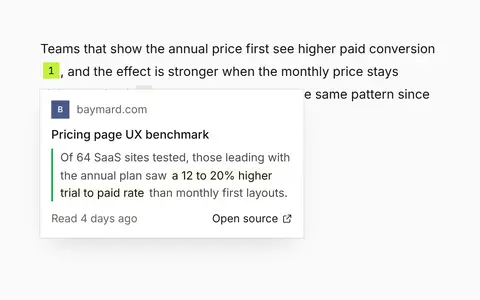 Teams that show the annual price first see higher paid conversion
1, and the effect is stronger when the monthly price stays
e same pattern since
B baymard.com
Pricing page UX benchmark
Of 64 SaaS sites tested, those leading with
the annual plan saw a 12 to 20% higher
trial to paid rate than monthly first layouts.
Read 4 days ago Open source